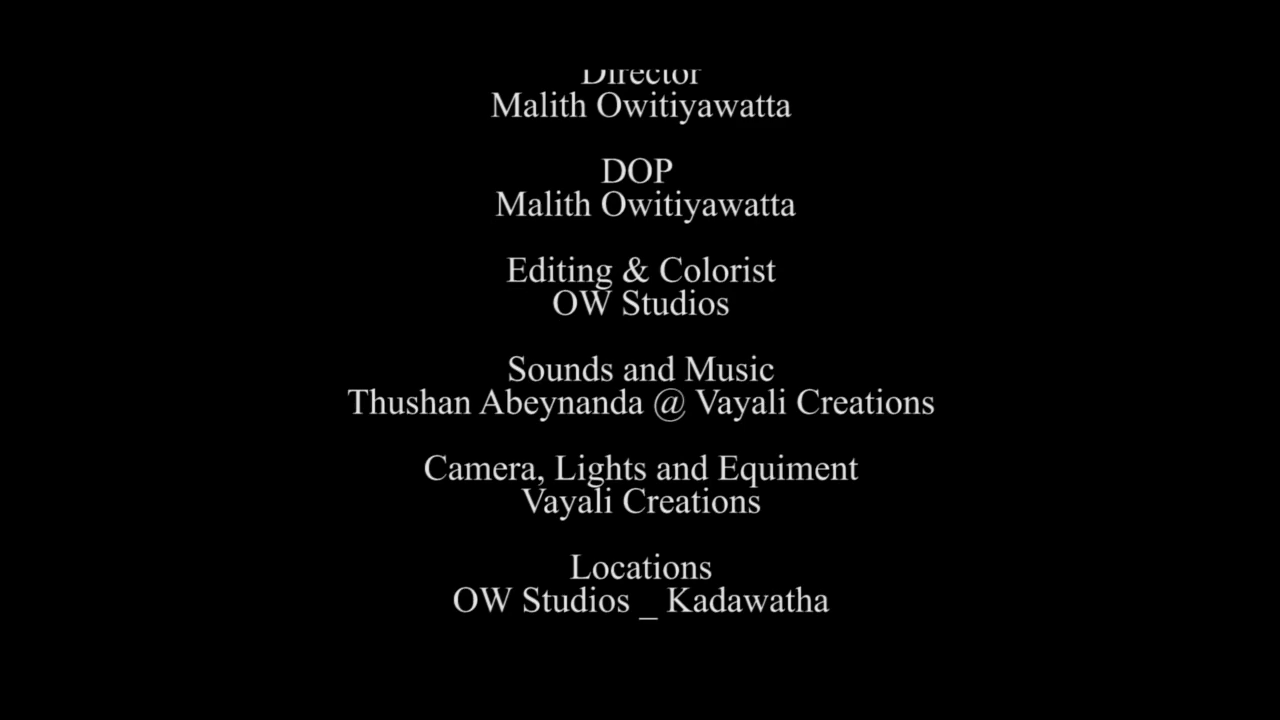 Director
Malith Owitiyawatta
DOP
Malith Owitiyawatta
Editing & Colorist
OW Studios
Sounds and Music
Thushan Abeynanda @ Vayali Creations
Camera, Lights and Equiment
Vayali Creations
Locations
OW Studios _ Kadawatha